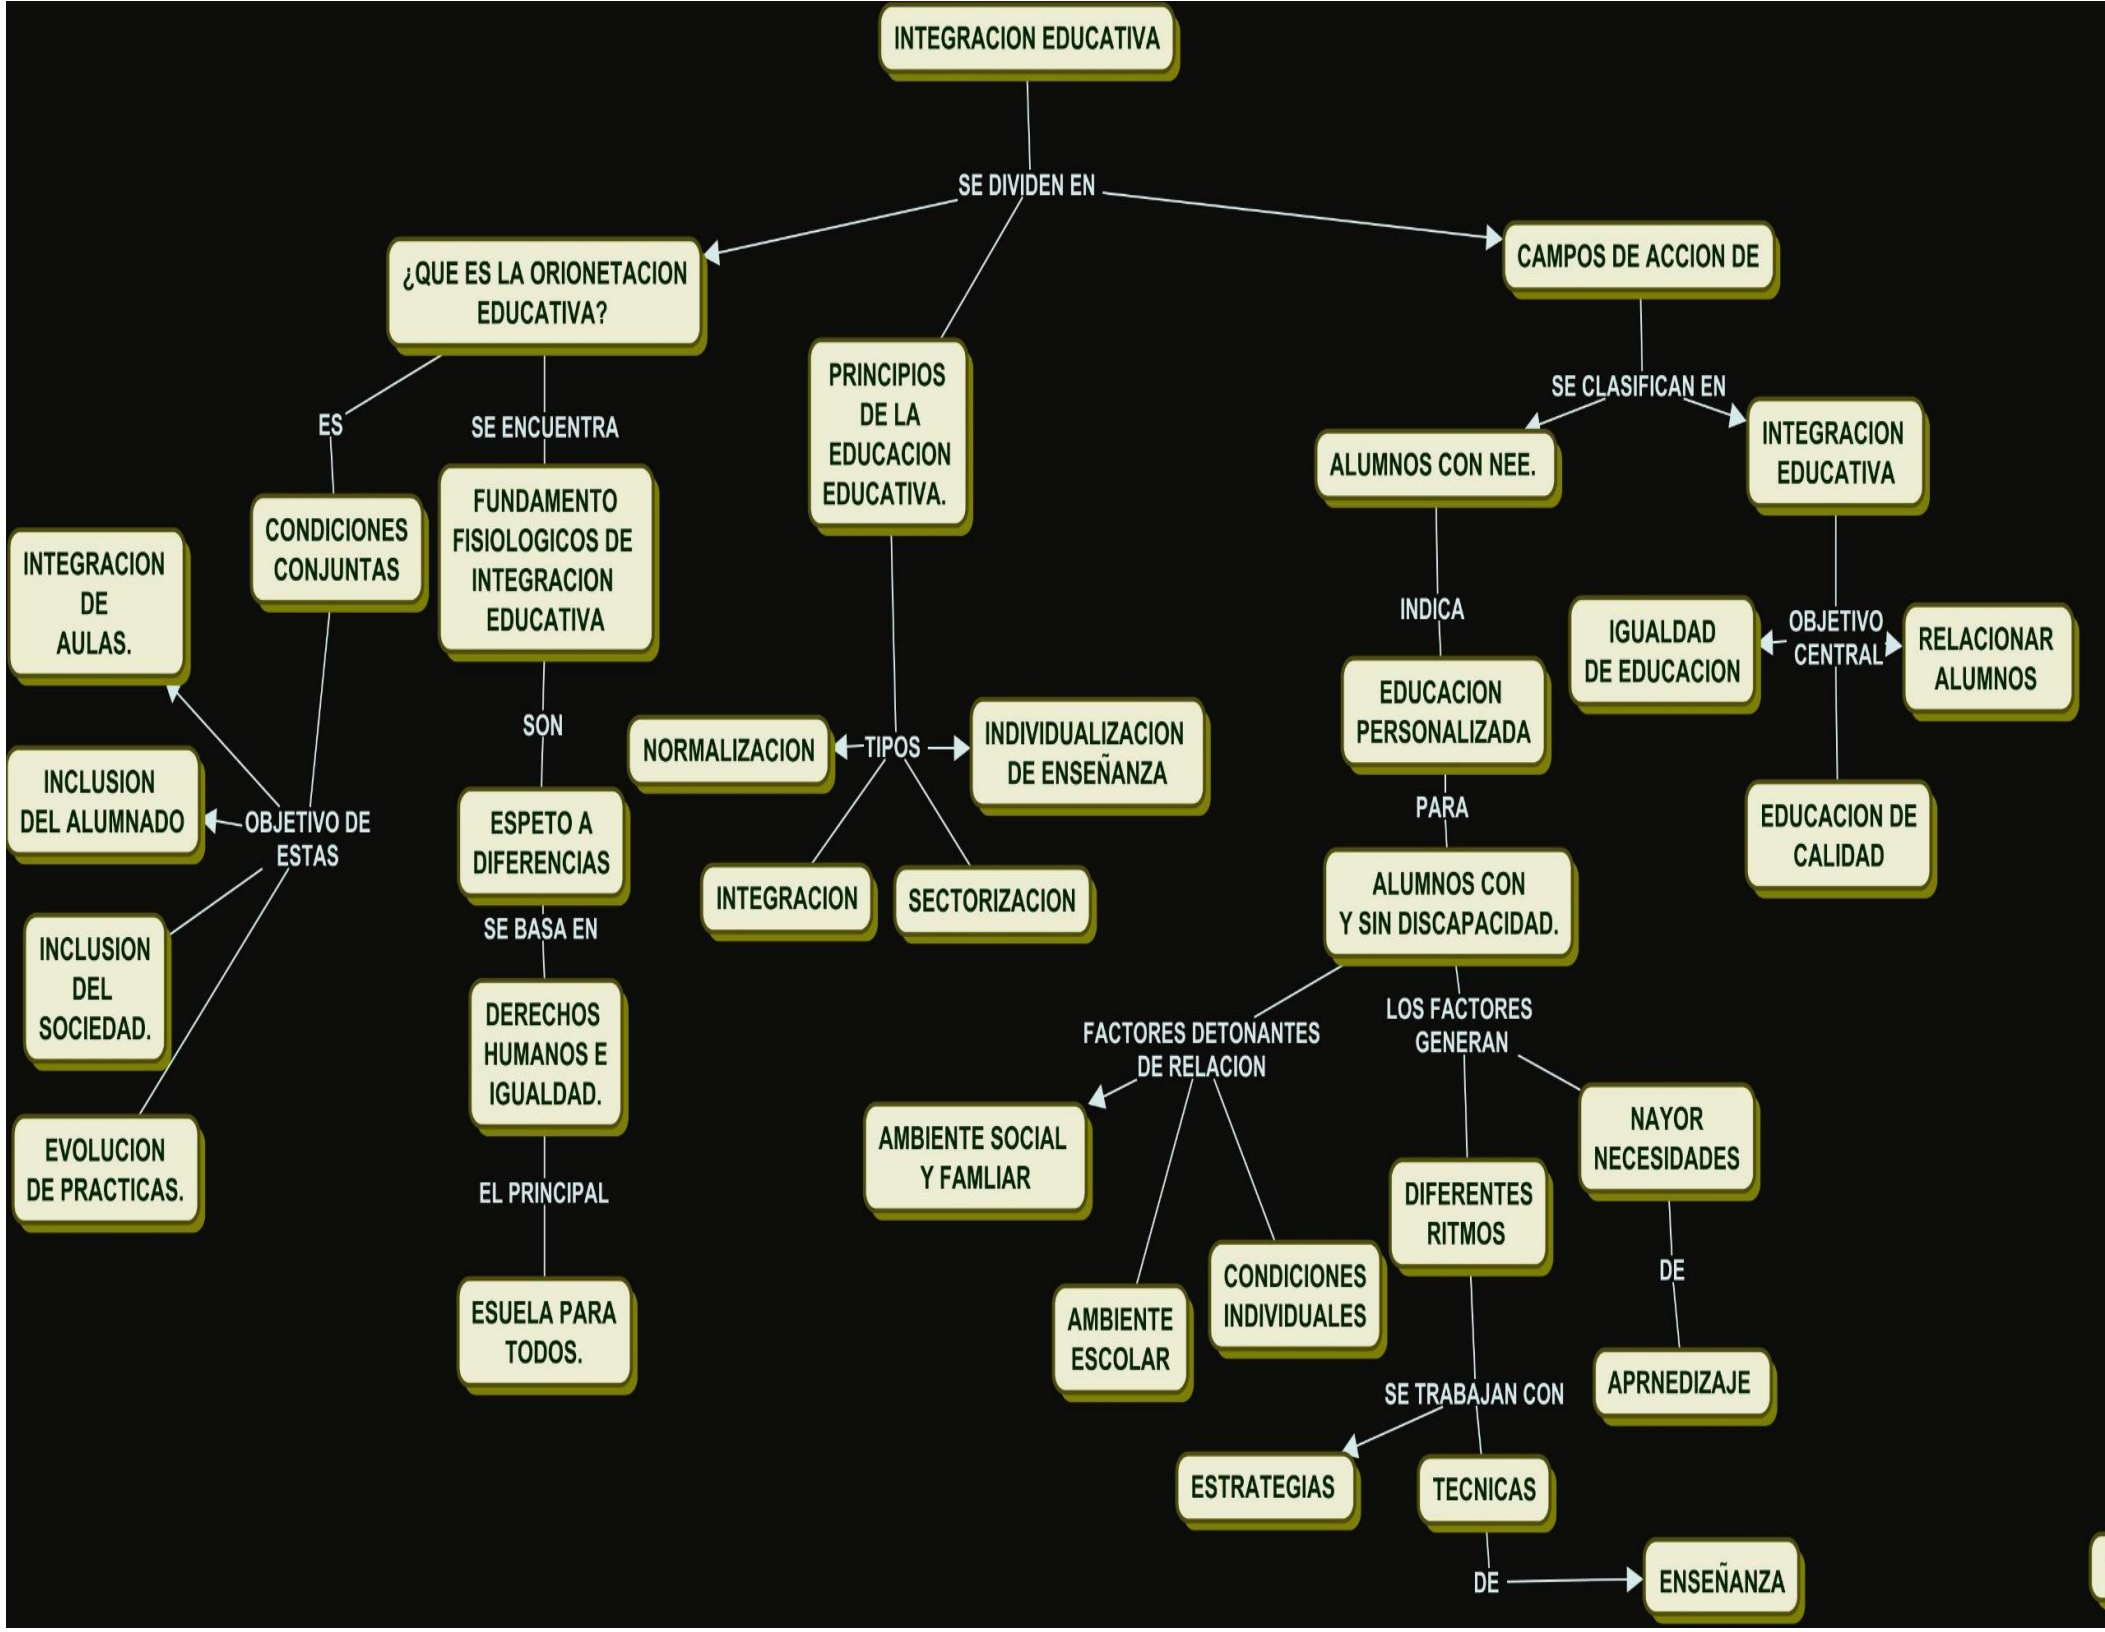 INTEGRACION EDUCATIVA
SE DIVIDEN EN
¿QUE ES LA ORIONETACION
EDUCATIVA?
ES
CONDICIONES
CONJUNTAS
OBJETIVO DE
ESTAS
INTEGRACION
DE
AULAS.
INCLUSION
DEL ALUMNADO
INCLUSION
DEL
SOCIEDAD.
EVOLUCION
DE PRACTICAS.
SE ENCUENTRA
FUNDAMENTO
FISIOLOGICOS DE
INTEGRACION
EDUCATIVA
SON
ESPETO A
DIFERENCIAS
SE BASA EN
DERECHOS
HUMANOS E
IGUALDAD.
EL PRINCIPAL
ESUELA PARA
TODOS.
PRINCIPIOS
DE LA
EDUCACION
EDUCATIVA.
TIPOS
NORMALIZACION
INDIVIDUALIZACION
DE ENSEÑANZA
INTEGRACION
SECTORIZACION
CAMPOS DE ACCION DE
SE CLASIFICAN EN
ALUMNOS CON NEE.
INDICA
EDUCACION
PERSONALIZADA
PARA
ALUMNOS CON
Y SIN DISCAPACIDAD.
FACTORES DETONANTES
DE RELACION
AMBIENTE SOCIAL
Y FAMLIAR
AMBIENTE
ESCOLAR
CONDICIONES
INDIVIDUALES
LOS FACTORES
GENERAN
DIFERENTES
RITMOS
SE TRABAJAN CON
ESTRATEGIAS
TECNICAS
DE
ENSEÑANZA
NAYOR
NECESIDADES
DE
APRNEDIZAJE
INTEGRACION
EDUCATIVA
OBJETIVO
CENTRAL
IGUALDAD
DE EDUCACION
RELACIONAR
ALUMNOS
EDUCACION DE
CALIDAD